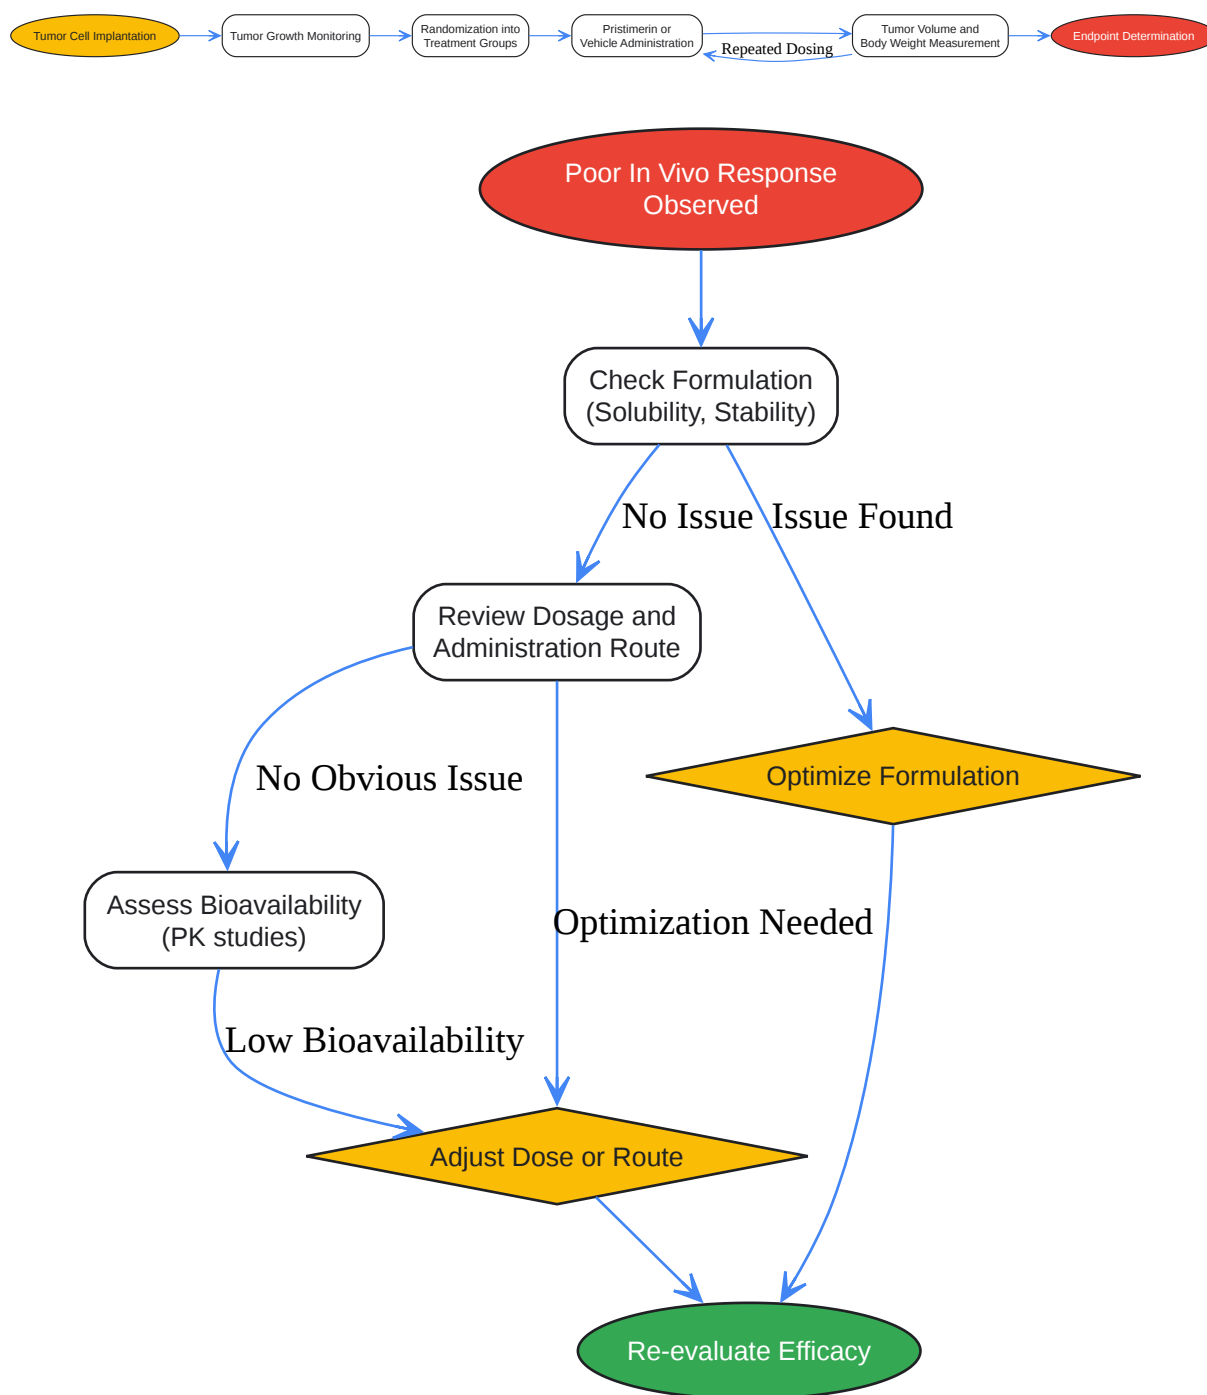 Tumor Cell Implantation
Tumor Growth Monitoring
Randomization into
Treatment Groups
Pristimerin or
Vehicle Administration
Repeated Dosing
Tumor Volume and
Body Weight Measurement
Endpoint Determination
Poor In Vivo Response
Observed
Check Formulation
(Solubility, Stability)
No Issue
Issue Found
Review Dosage and
Administration Route
Optimize Formulation
No Obvious Issue
Assess Bioavailability
(PK studies)
Optimization Needed
Low Bioavailability
Adjust Dose or Route
Re-evaluate Efficacy